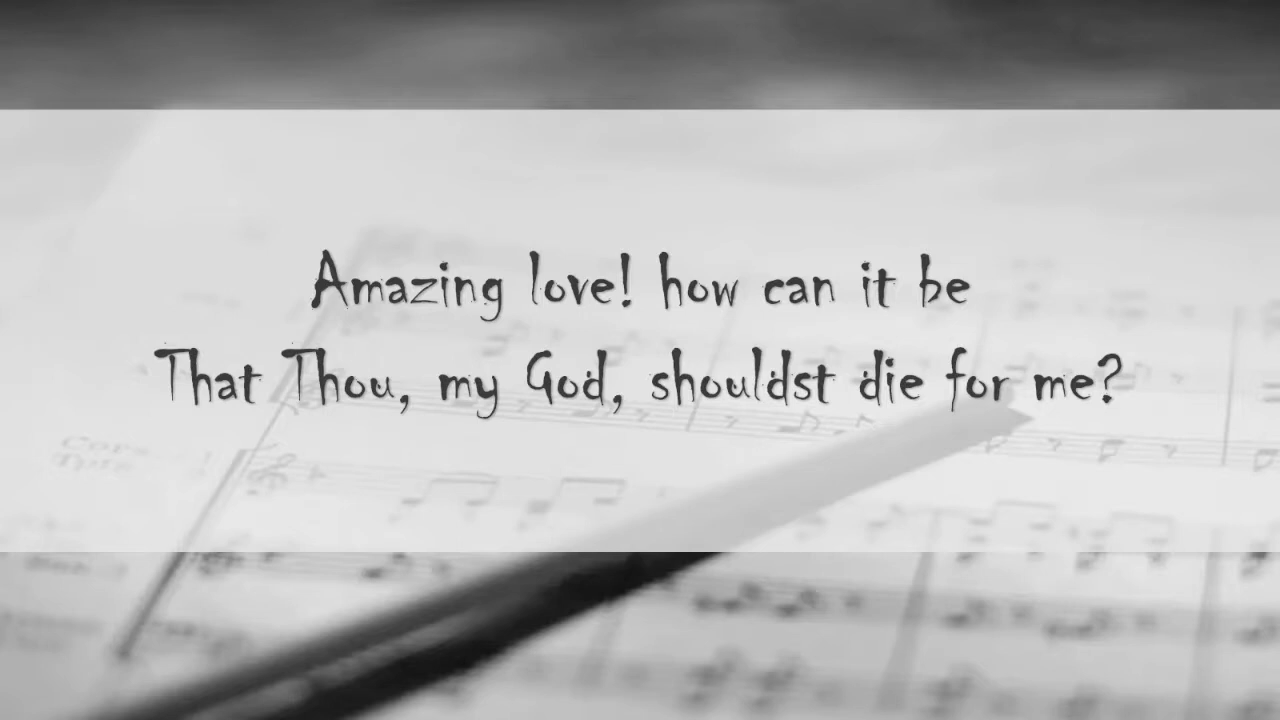 Amazing love! how can it be
That Thou, my God, shouldst die for me?